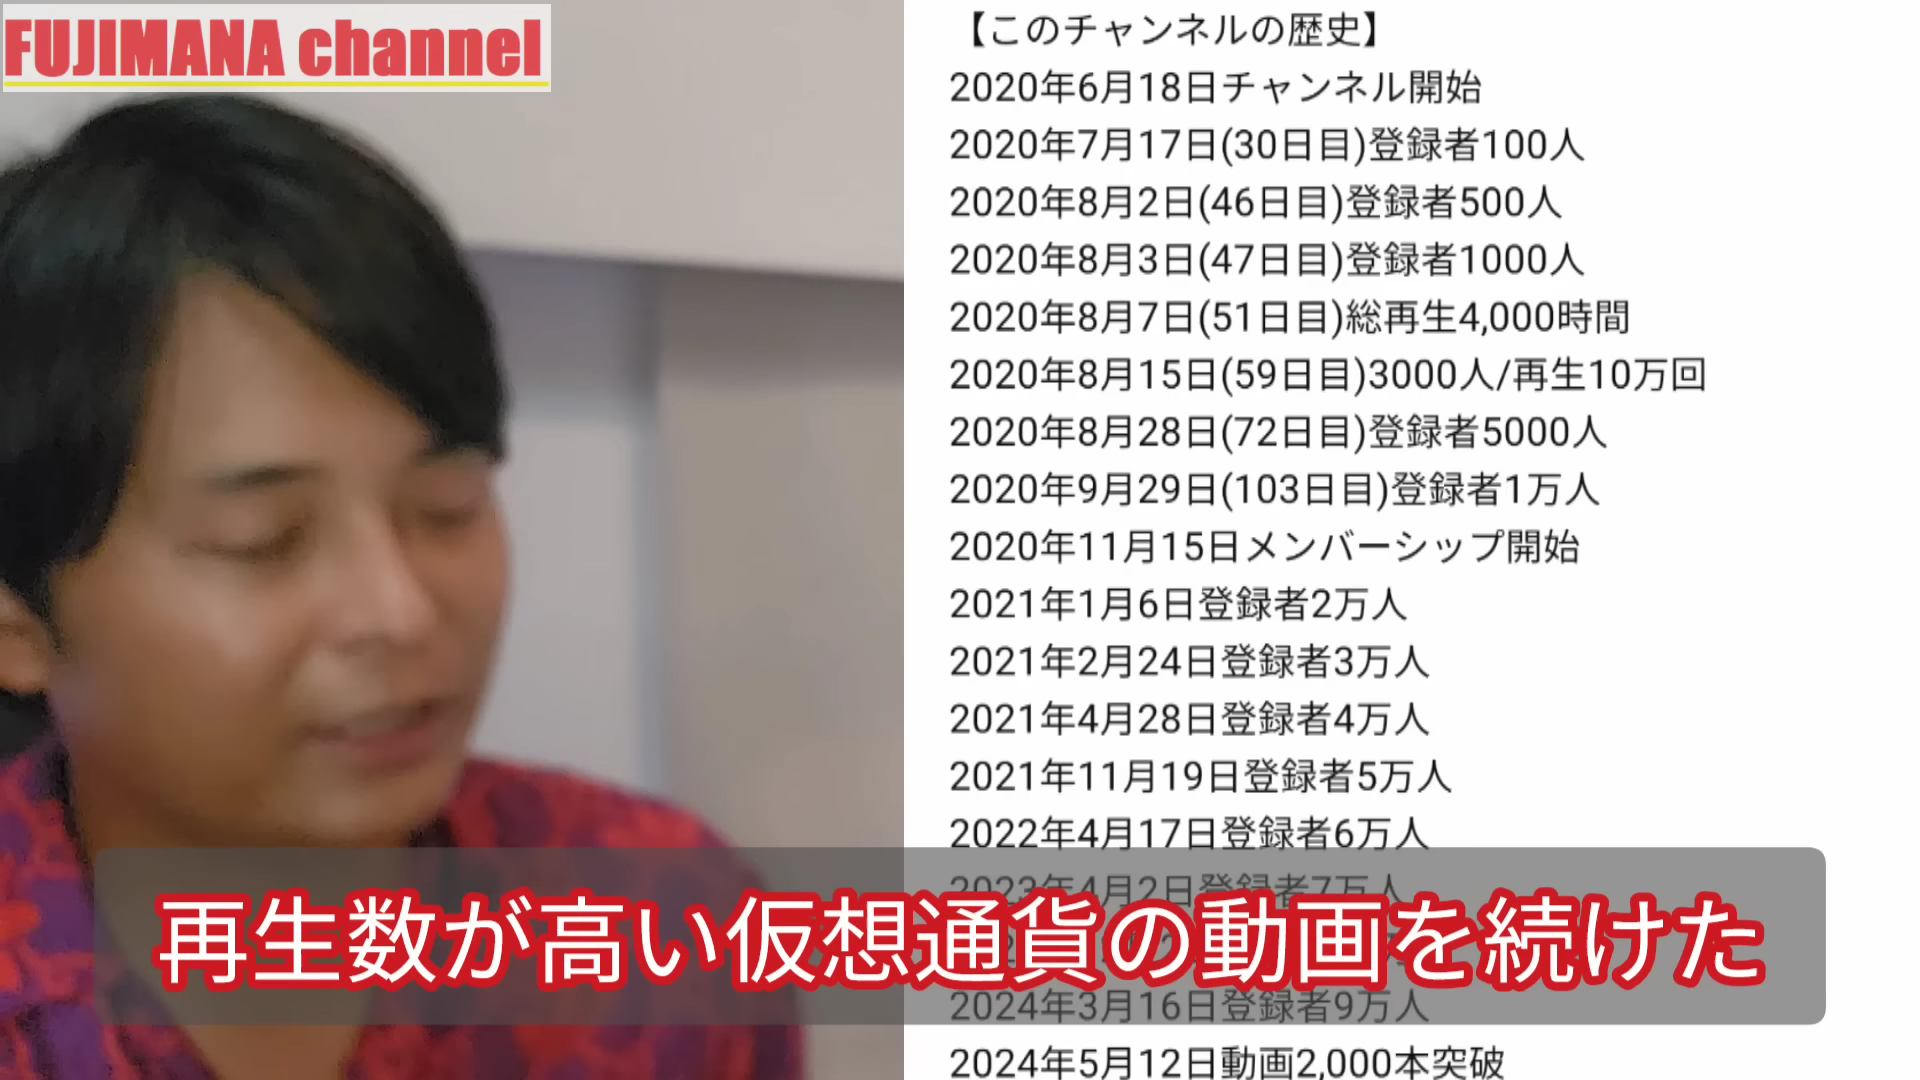 FUJIMANA channel
【このチャンネルの歴史】
2020年6月18日チャンネル開始
2020年7月17日(30日目)登録者100人
2020年8月2日(46日目)登録者500人
2020年8月3日(47日目)登録者1000人
2020年8月7日(51日目)総再生4,000時間
2020年8月15日(59日目)3000人/再生10万回
2020年8月28日(72日目)登録者5000人
2020年9月29日(103日目)登録者1万人
2020年11月15日メンバーシップ開始
2021年1月6日登録者2万人
2021年2月24日登録者3万人
2021年4月28日登録者4万人
2021年11月19日登録者5万人
2022年4月17日登録者6万人
2023年4月2日登録者7万人
再生数が高い仮想通貨の動画を続けた
2024年3月16日登録者9万人
2024年5月12日動画2,000本突破